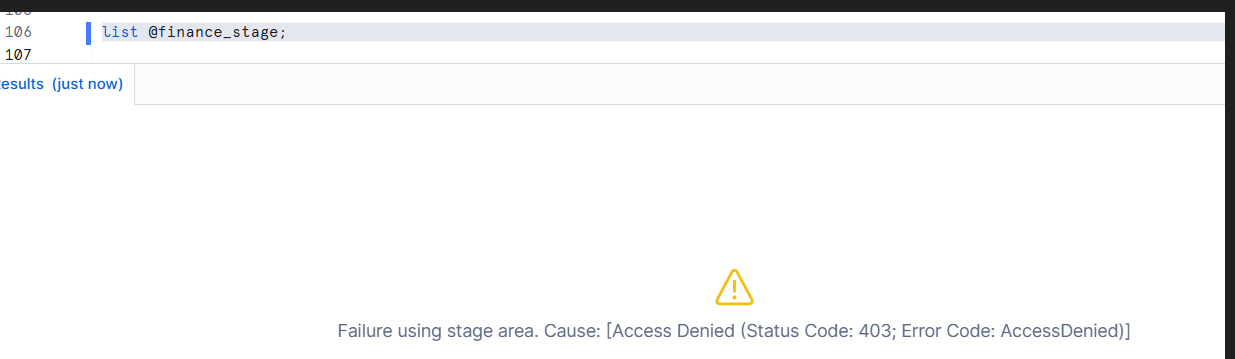 106 list @finance_stage;
107
esults (just now)
Failure using stage area. Cause: [Access Denied (Status Code: 403; Error Code: AccessDenied)]